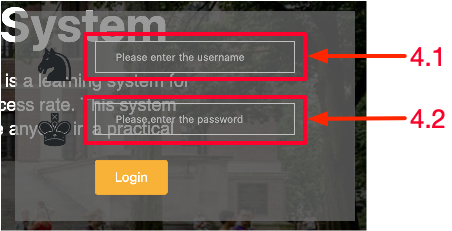 System
Please enter the username
4.1
is a learning system for
cess rate. This system
Please enter the password
4.2
e any in a practical
Login